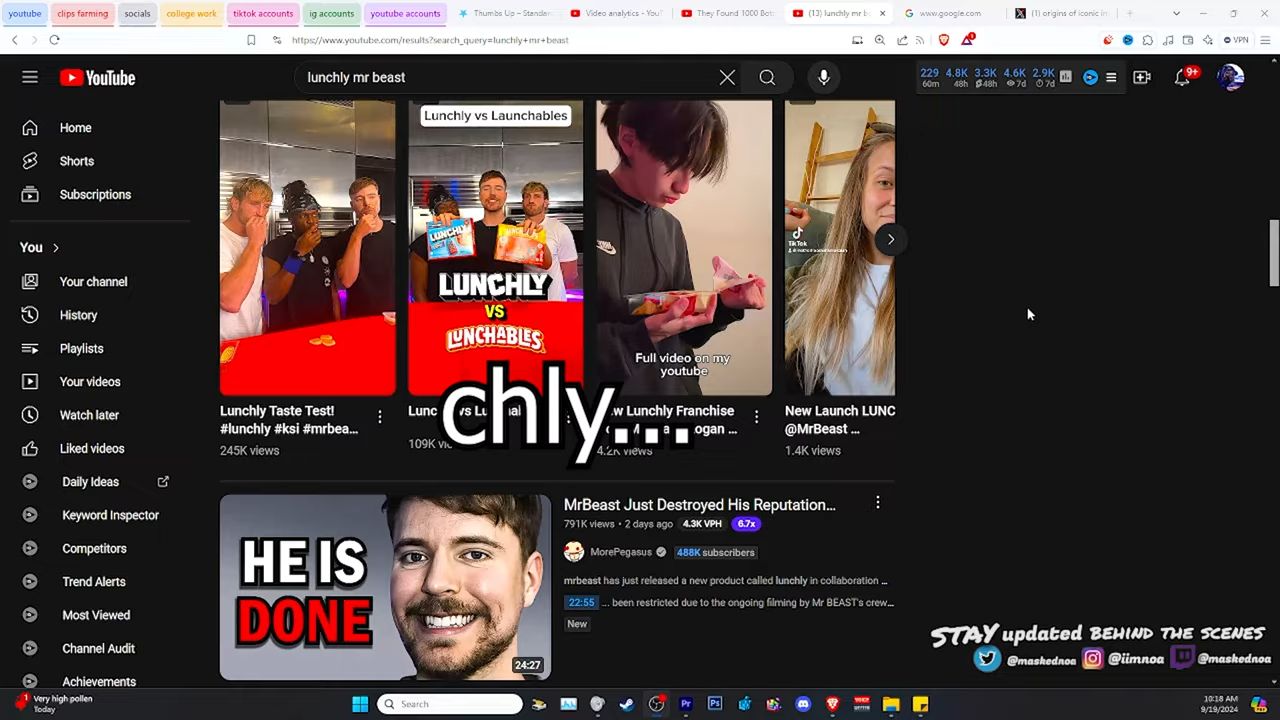 youtube
clips farming
socials
college work
tiktok accounts
ig accounts
youtube accounts
Thumbs Up – Standa
Video analytics - YouT
They Found 1000 Bot
(13) lunchly mr b
www.google.com
(1) origins of iconic in
https://www.youtube.com/results?search_query=lunchly+mr+beast
VPN
YouTube
lunchly mr beast
229 4.8K 3.3K 4.6K 2.9K
60m 48h 48h 7d 7d
9+
Home
Shorts
Subscriptions
You
Your channel
History
Playlists
Your videos
Watch later
Liked videos
Daily Ideas
Keyword Inspector
Competitors
Trend Alerts
Most Viewed
Channel Audit
Achievements
Lunchly vs Launchables
LUNCHLY
LUNCHLY
VS
LUNCHABLES
Full video on my
youtube
TikTok
chly...
Lunchly Taste Test!
#lunchly #ksi #mrbea...
245K views
109K
Lunchly Franchise
4.2K views
New Launch LUNC
@MrBeast ...
1.4K views
HE IS
DONE
24:27
MrBeast Just Destroyed His Reputation...
791K views • 2 days ago 4.3K VPH 6.7x
MorePegasus 488K subscribers
mrbeast has just released a new product called lunchly in collaboration ...
22:55 ... been restricted due to the ongoing filming by Mr BEAST's crew...
New
STAY updated BEHIND THE SCENES
@maskednoa @iimnoa @maskednoa
Very high pollen
Today
Search
10:18 AM
9/19/2024